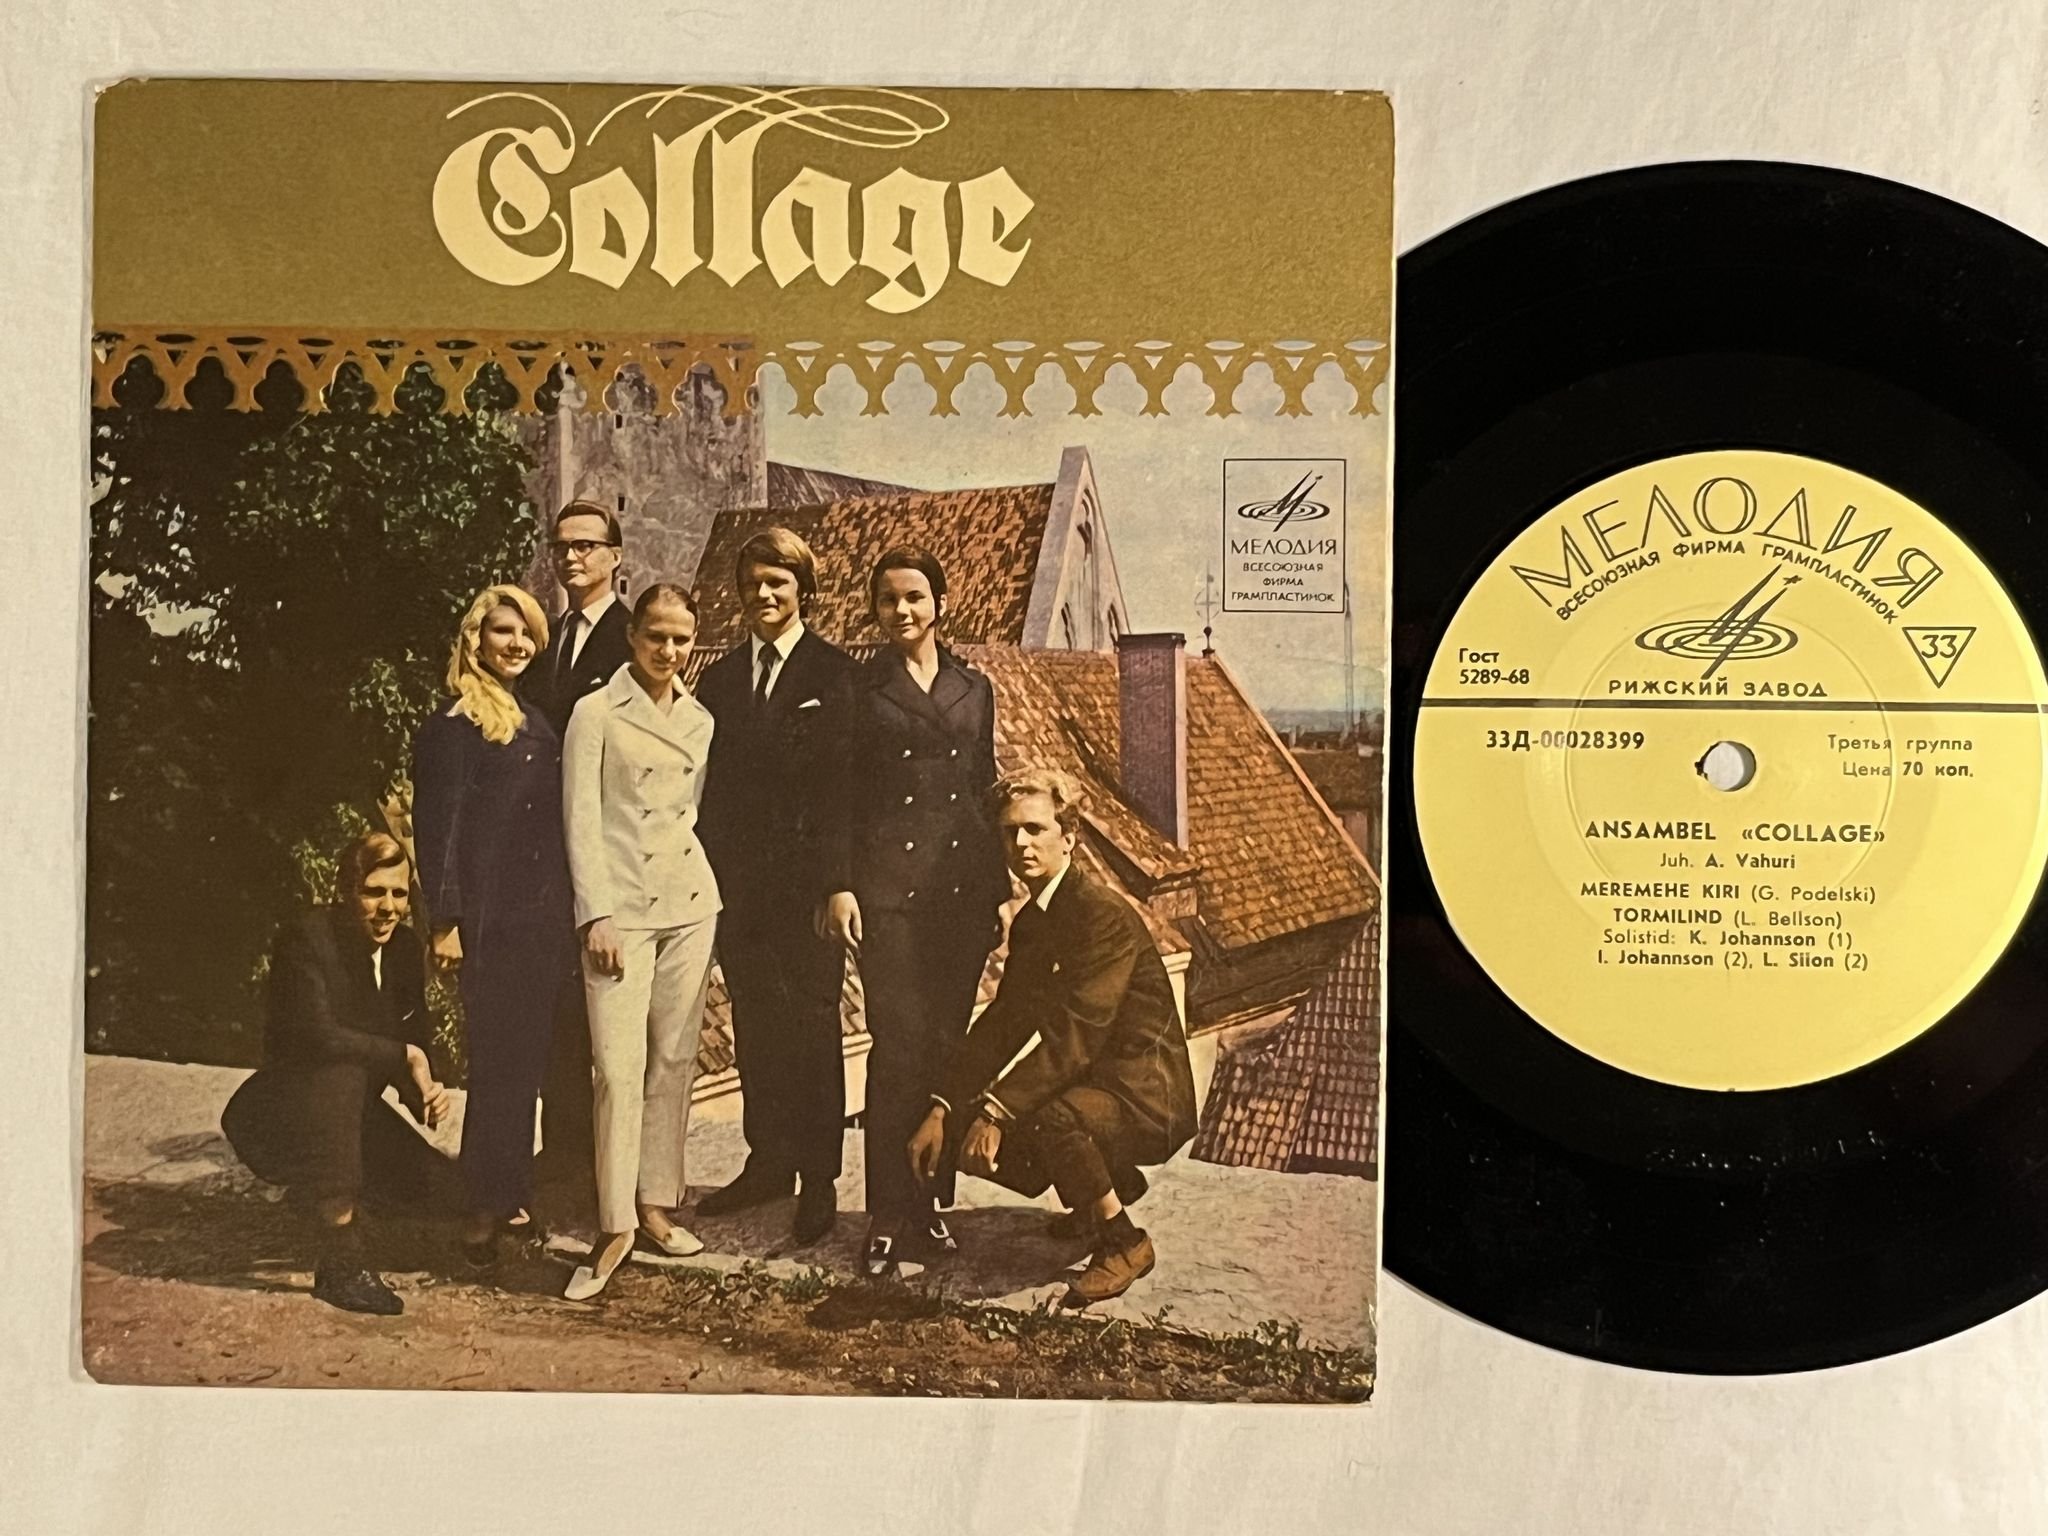 Collage
МЕЛОДИЯ
ВСЕСОЮЗНАЯ
ФИРМА
ГРАМПЛАСТИНОК
МЕЛОДИЯ
ВСЕСОЮЗНАЯ ФИРМА ГРАМПЛАСТИНОК
33
Гост
5289-68
РИЖСКИЙ ЗАВОД
33Д-00028399
Третья группа
Цена 70 коп.
ANSAMBEL «COLLAGE»
Juh. A. Vahuri
MEREMEHE KIRI (G. Podelski)
TORMILIND (L. Bellson)
Solistid: K. Johannson (1)
I. Johannson (2), L. Siion (2)